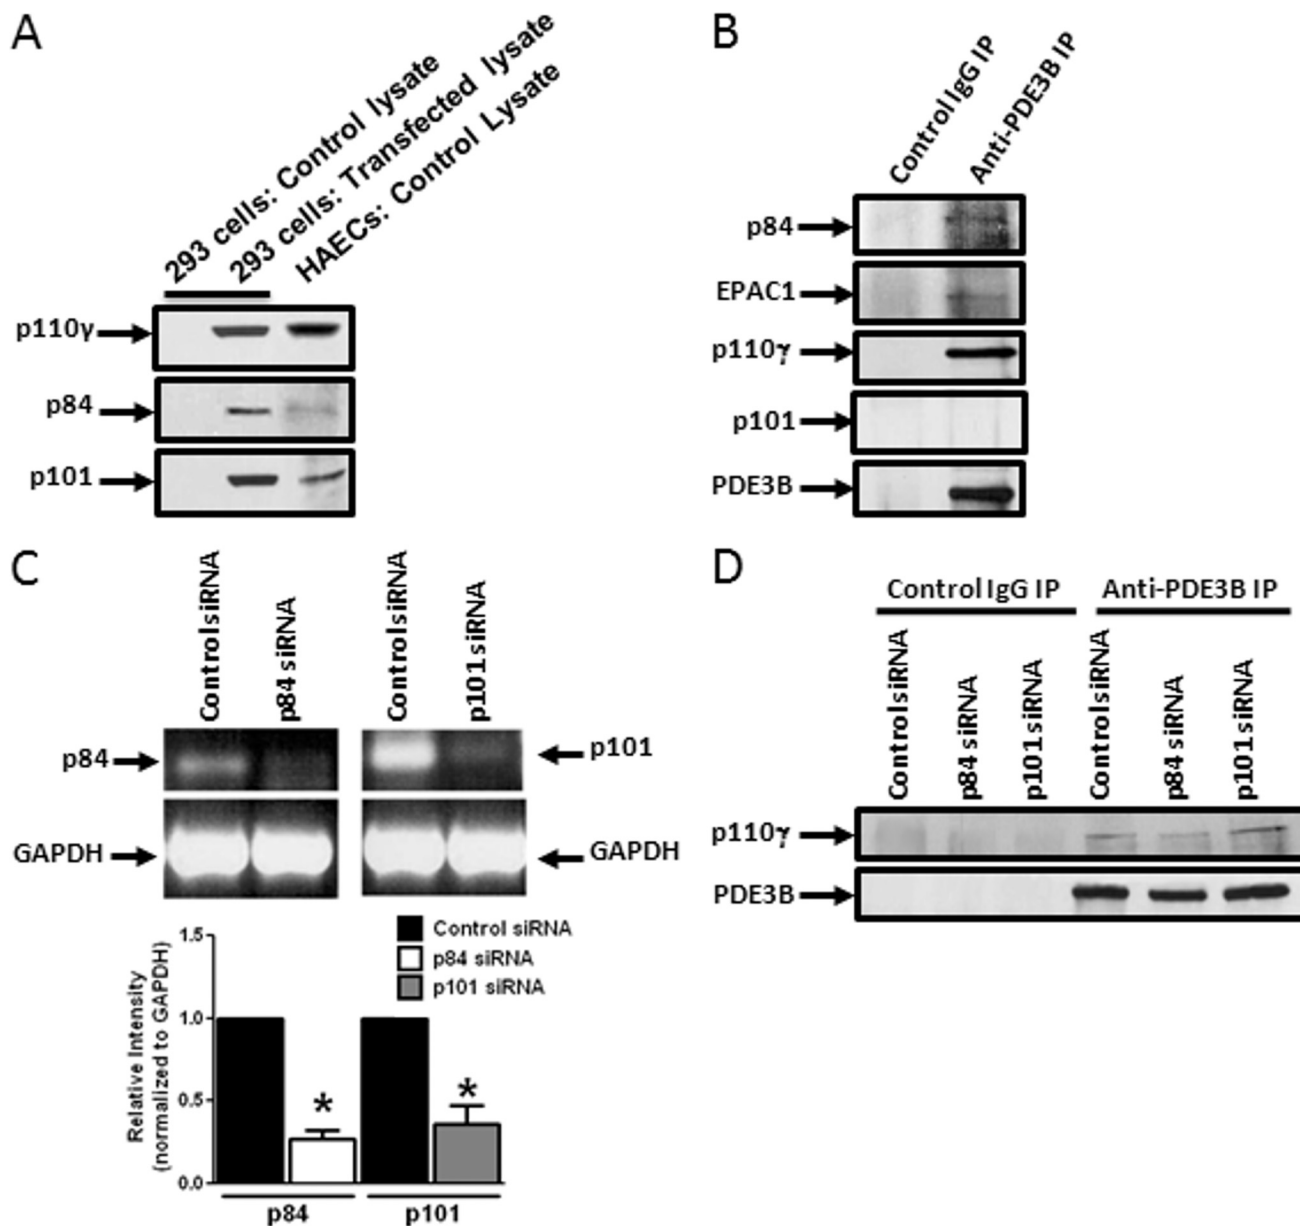 A
293 cells: Control lysate
293 cells: Transfected lysate
HAECs: Control Lysate
p110γ
p84
p101
B
Control IgG IP
Anti-PDE3B IP
p84
EPAC1
p110γ
p101
PDE3B
C
Control siRNA
p84 siRNA
Control siRNA
p101 siRNA
p84
p101
GAPDH
GAPDH
Control siRNA
p84 siRNA
p101 siRNA
Relative Intensity
(normalized to GAPDH)
1.5
1.0
0.5
0.0
*
*
p84
p101
D
Control IgG IP
Anti-PDE3B IP
Control siRNA
p84 siRNA
p101 siRNA
Control siRNA
p84 siRNA
p101 siRNA
p110γ
PDE3B